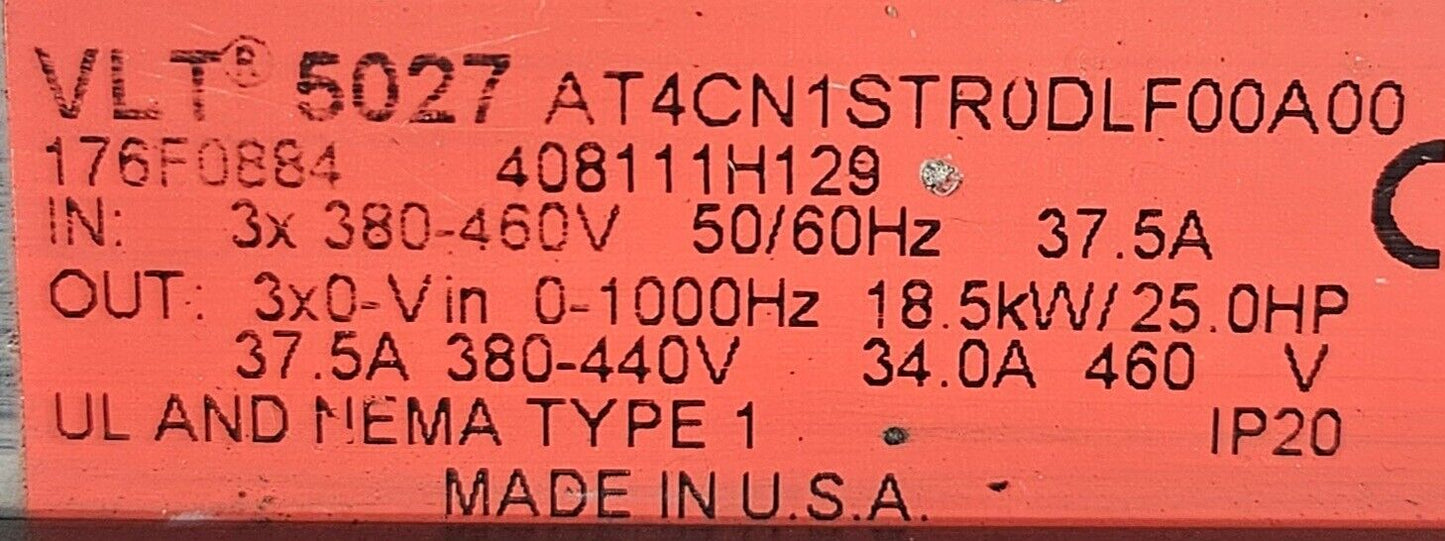 VLT® 5027 AT4CN1STR0DLF00A00
176F0884 408111H129
IN: 3x 380-460V 50/60Hz 37.5A
OUT: 3x0-Vin 0-1000Hz 18.5kW/25.0HP
37.5A 380-440V 34.0A 460 V
UL AND NEMA TYPE 1 IP20
MADE IN U.S.A.